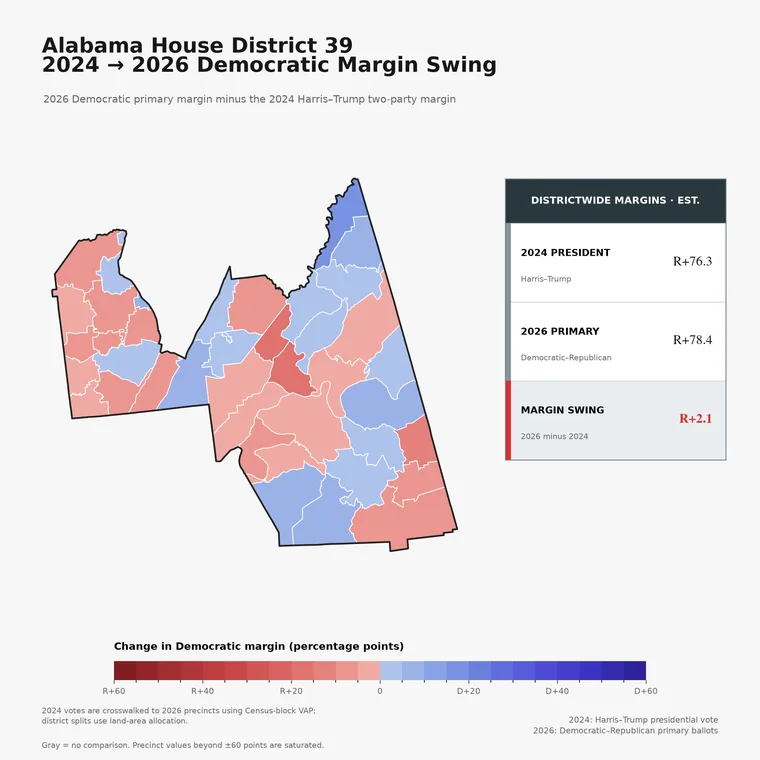 Alabama House District 39
2024 → 2026 Democratic Margin Swing
2026 Democratic primary margin minus the 2024 Harris–Trump two-party margin
DISTRICTWIDE MARGINS · EST.
2024 PRESIDENT
R+76.3
Harris–Trump
2026 PRIMARY
R+78.4
Democratic–Republican
MARGIN SWING
R+2.1
2026 minus 2024
Change in Democratic margin (percentage points)
R+60 R+40 R+20 0 D+20 D+40 D+60
2024 votes are crosswalked to 2026 precincts using Census-block VAP;
district splits use land-area allocation.
2024: Harris–Trump presidential vote
2026: Democratic–Republican primary ballots
Gray = no comparison. Precinct values beyond ±60 points are saturated.